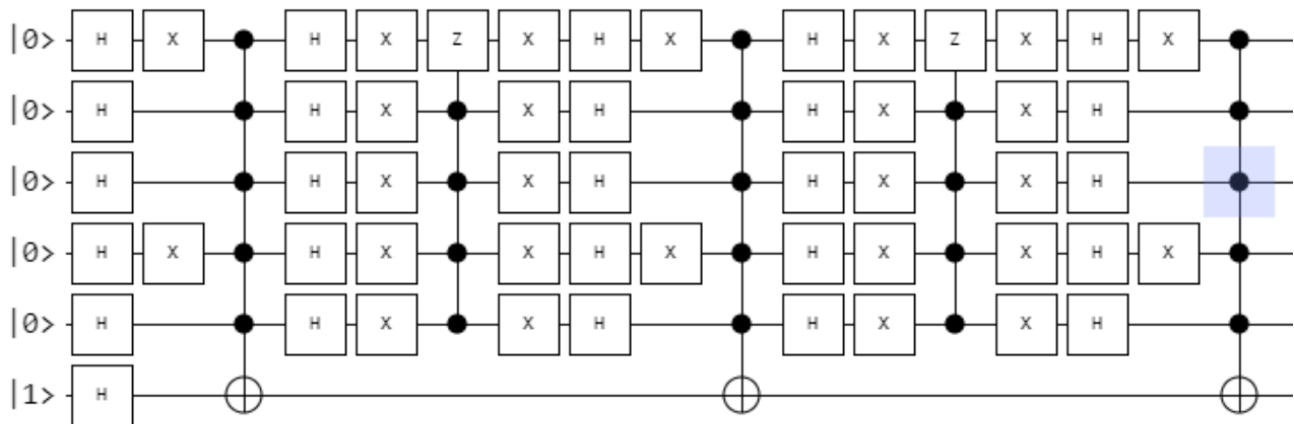 |0> H X H X Z X H X H X Z X H X
|0> H H X X H H X X H
|0> H H X X H H X X H
|0> H X H X X H X H X X H X
|0> H H X X H H X X H
|1> H